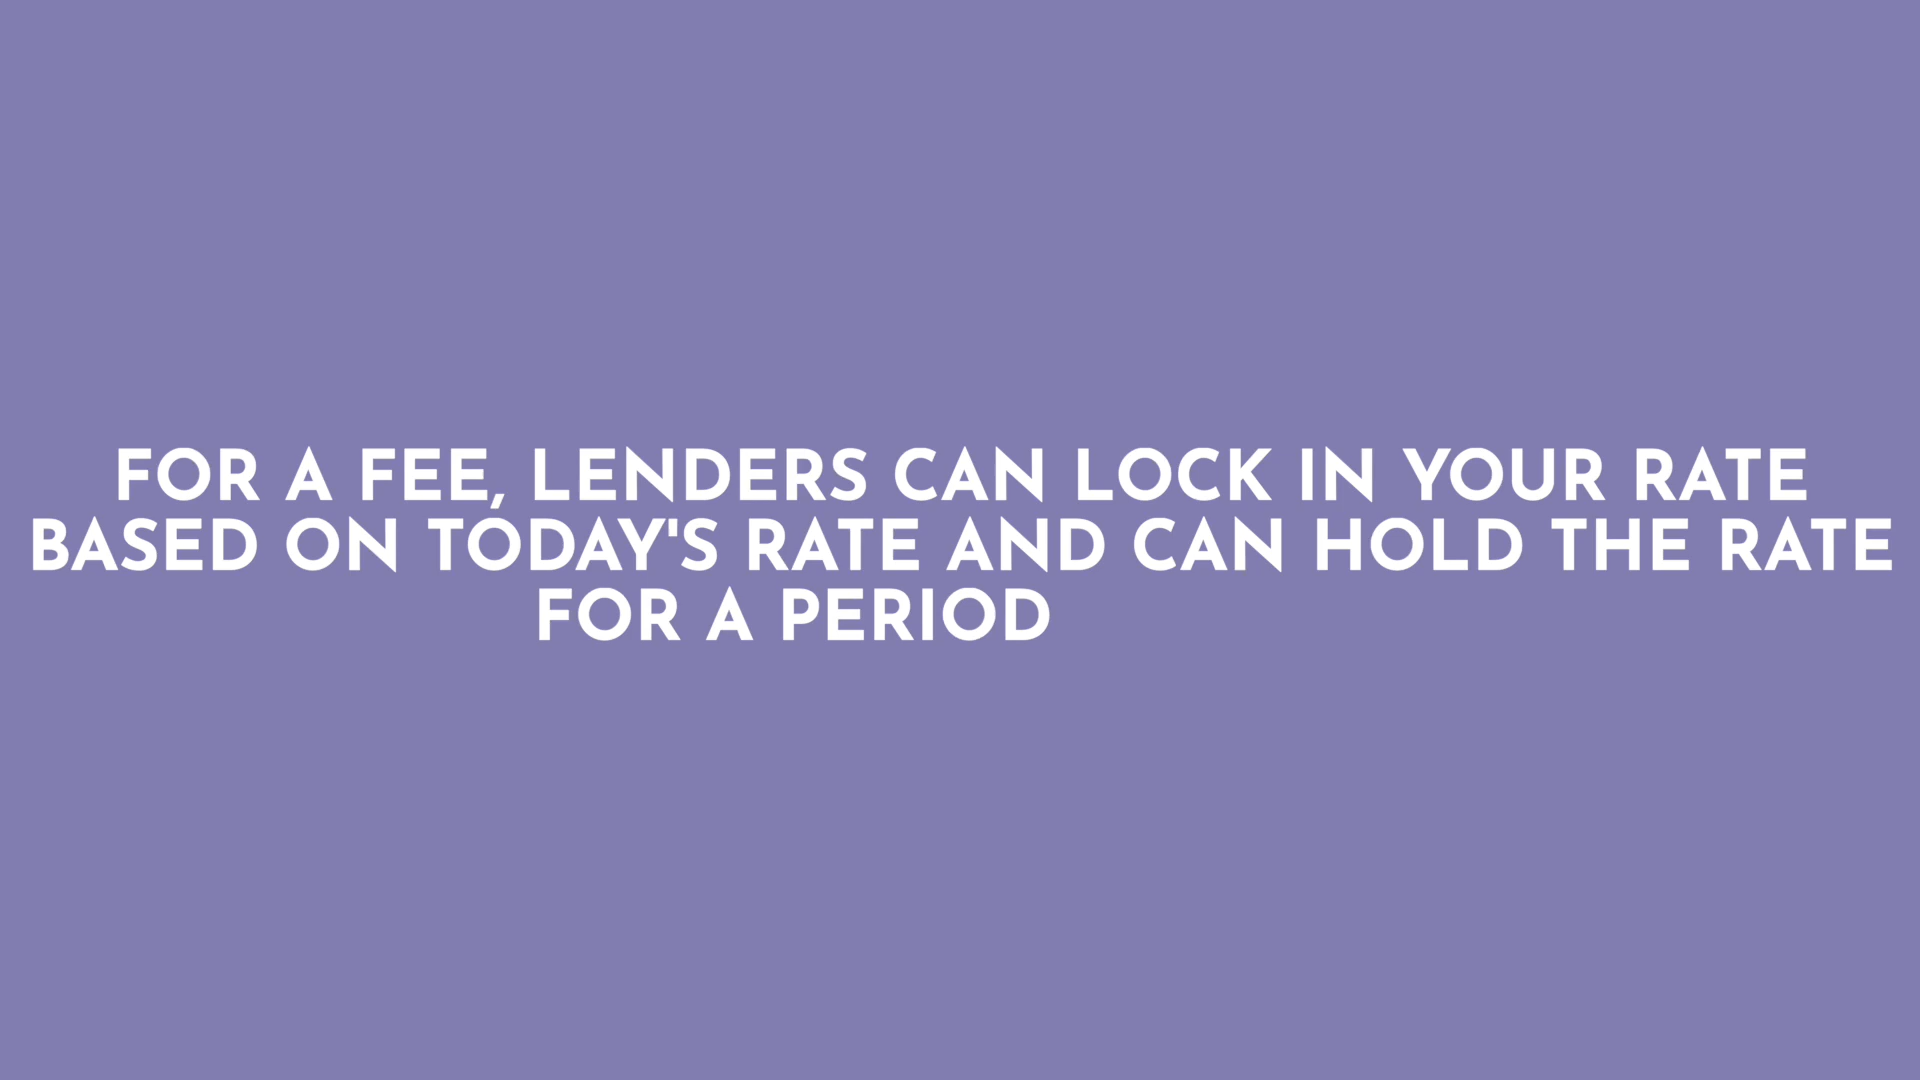 FOR A FEE, LENDERS CAN LOCK IN YOUR RATE
BASED ON TODAY'S RATE AND CAN HOLD THE RATE
FOR A PERIOD